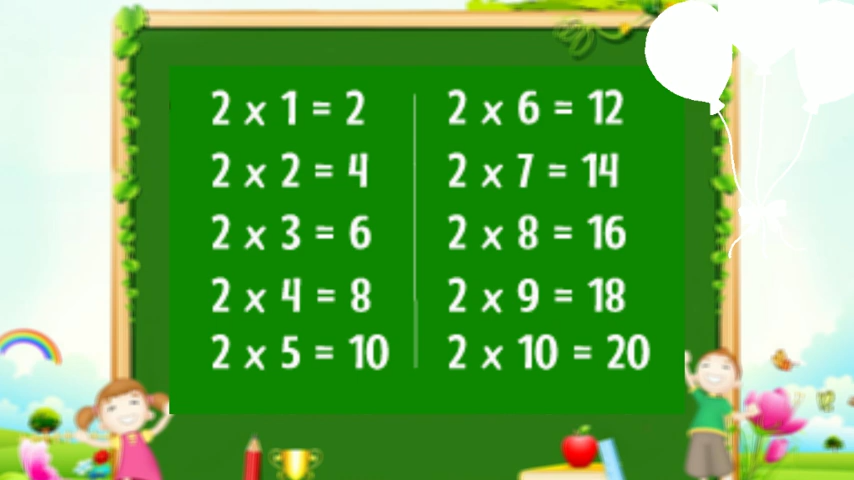 2 x 1 = 2
2 x 2 = 4
2 x 3 = 6
2 x 4 = 8
2 x 5 = 10
2 x 6 = 12
2 x 7 = 14
2 x 8 = 16
2 x 9 = 18
2 x 10 = 20